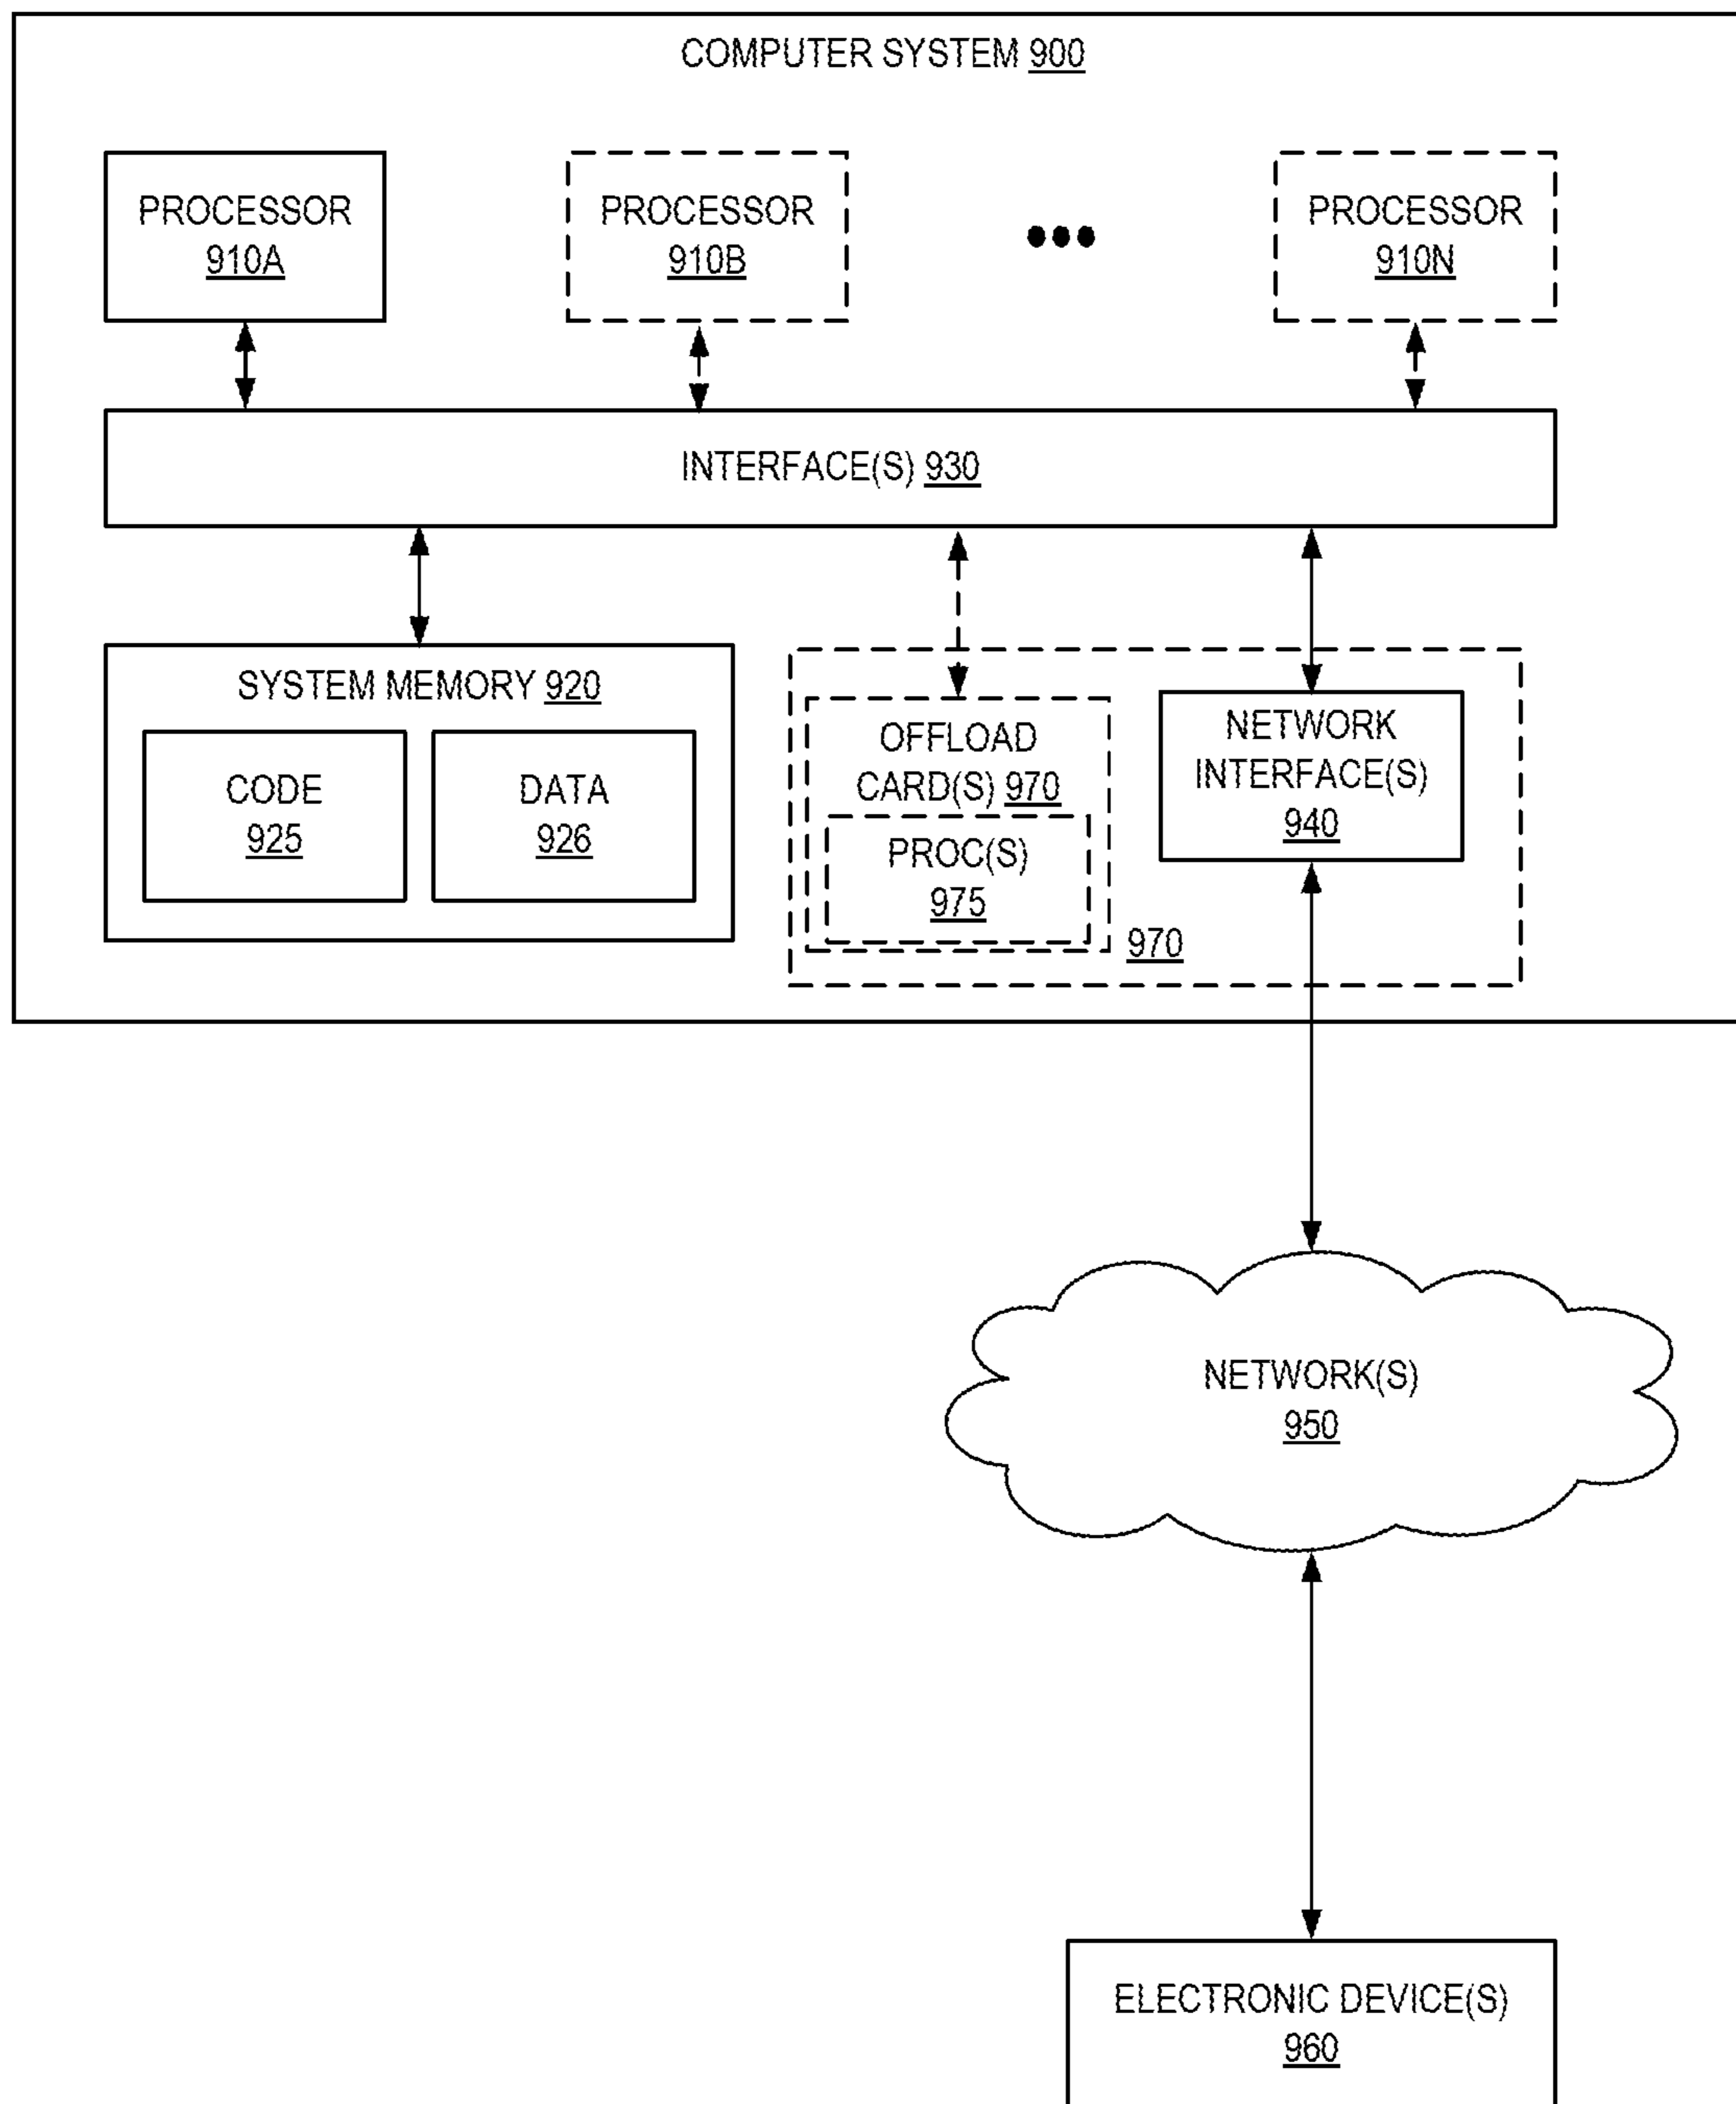 COMPUTER SYSTEM 900
PROCESSOR
910A
PROCESSOR
910B
PROCESSOR
910N
INTERFACE(S) 930
SYSTEM MEMORY 920
CODE
925
DATA
926
OFFLOAD
CARD(S) 970
PROC(S)
975
970
NETWORK
INTERFACE(S)
940
NETWORK(S)
950
ELECTRONIC DEVICE(S)
960